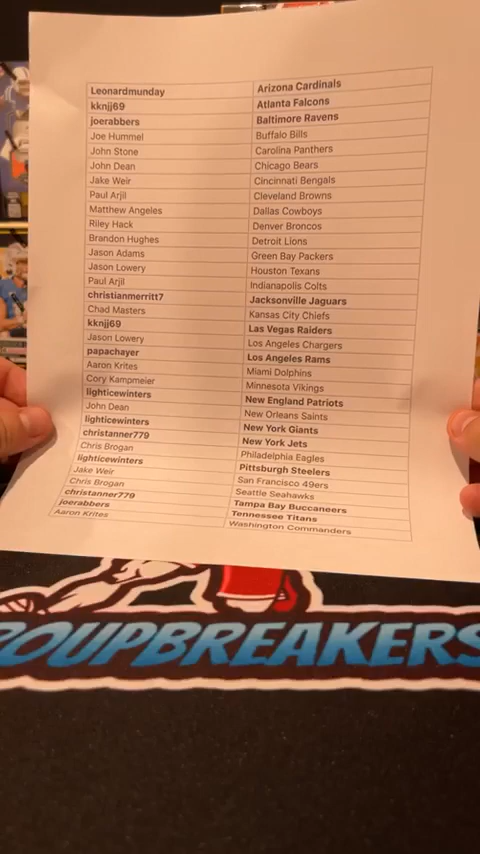 Leonardmunday Arizona Cardinals
kknjj69 Atlanta Falcons
joerabbers Baltimore Ravens
Joe Hummel Buffalo Bills
John Stone Carolina Panthers
John Dean Chicago Bears
Jake Weir Cincinnati Bengals
Paul Arjil Cleveland Browns
Matthew Angeles Dallas Cowboys
Riley Hack Denver Broncos
Brandon Hughes Detroit Lions
Jason Adams Green Bay Packers
Jason Lowery Houston Texans
Paul Arjil Indianapolis Colts
christianmerritt7 Jacksonville Jaguars
Chad Masters Kansas City Chiefs
kknjj69 Las Vegas Raiders
Jason Lowery Los Angeles Chargers
papachayer Los Angeles Rams
Aaron Krites Miami Dolphins
Cory Kampmeier Minnesota Vikings
lighticewinters New England Patriots
John Dean New Orleans Saints
lighticewinters New York Giants
christanner779 New York Jets
Chris Brogan Philadelphia Eagles
lighticewinters Pittsburgh Steelers
Jake Weir San Francisco 49ers
Chris Brogan Seattle Seahawks
christanner779 Tampa Bay Buccaneers
joerabbers Tennessee Titans
Aaron Krites Washington Commanders
ROUPBREAKERS